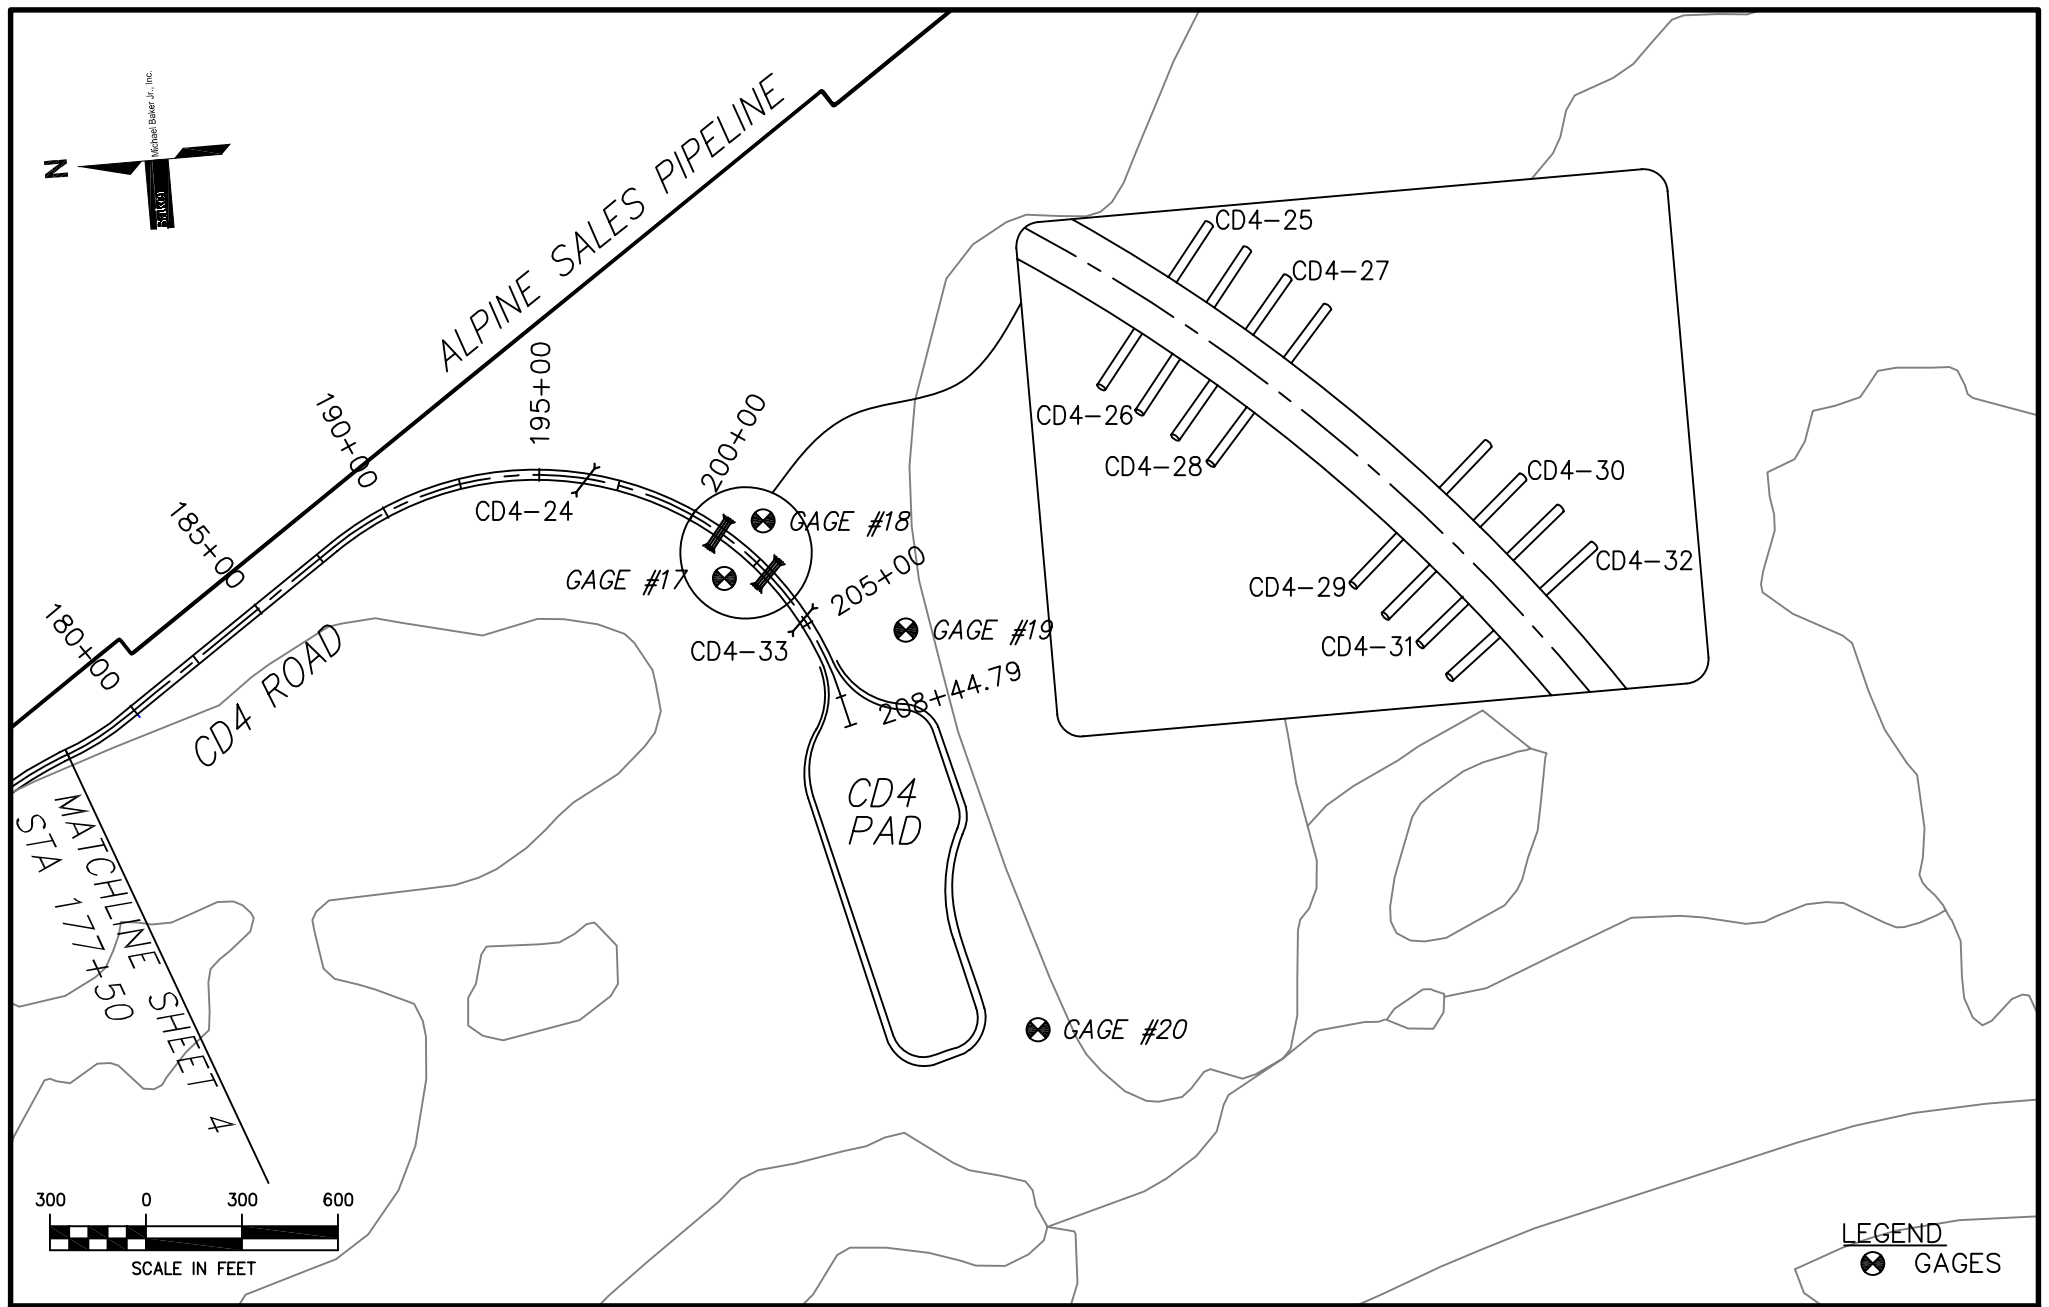 N
Michael Baker Jr., Inc.
Baker
ALPINE SALES PIPELINE
180+00
185+00
190+00
195+00
200+00
205+00
208+44.79
CD4-24
GAGE #18
GAGE #17
CD4-33
GAGE #19
CD4 ROAD
CD4
PAD
GAGE #20
MATCHLINE SHEET 4
STA 177+50
CD4-25
CD4-27
CD4-26
CD4-28
CD4-30
CD4-32
CD4-29
CD4-31
300 0 300 600
SCALE IN FEET
LEGEND
GAGES